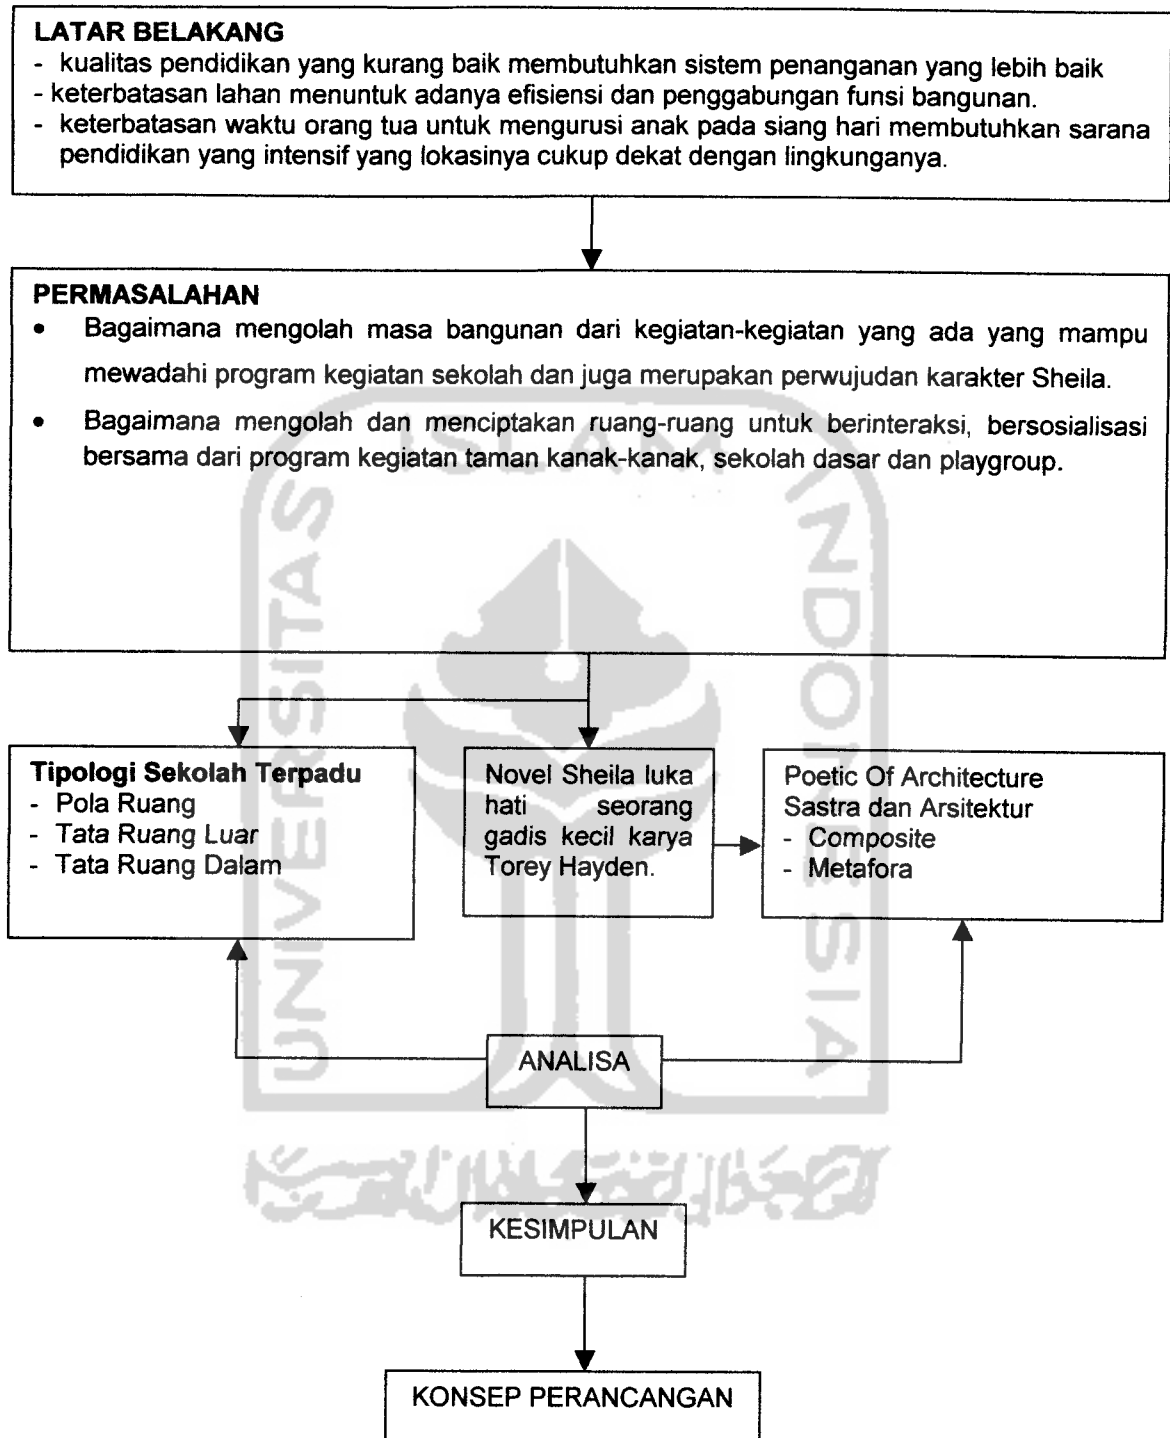 LATAR BELAKANG
- kualitas pendidikan yang kurang baik membutuhkan sistem penanganan yang lebih baik
- keterbatasan lahan menuntuk adanya efisiensi dan penggabungan funsi bangunan.
- keterbatasan waktu orang tua untuk mengurusi anak pada siang hari membutuhkan sarana
pendidikan yang intensif yang lokasinya cukup dekat dengan lingkunganya.
PERMASALAHAN
• Bagaimana mengolah masa bangunan dari kegiatan-kegiatan yang ada yang mampu
mewadahi program kegiatan sekolah dan juga merupakan perwujudan karakter Sheila.
• Bagaimana mengolah dan menciptakan ruang-ruang untuk berinteraksi, bersosialisasi
bersama dari program kegiatan taman kanak-kanak, sekolah dasar dan playgroup.
UNIVERSITAS
ISLAM
INDONESIA
Tipologi Sekolah Terpadu
- Pola Ruang
- Tata Ruang Luar
- Tata Ruang Dalam
Novel Sheila luka
hati seorang
gadis kecil karya
Torey Hayden.
Poetic Of Architecture
Sastra dan Arsitektur
- Composite
- Metafora
ANALISA
KESIMPULAN
KONSEP PERANCANGAN